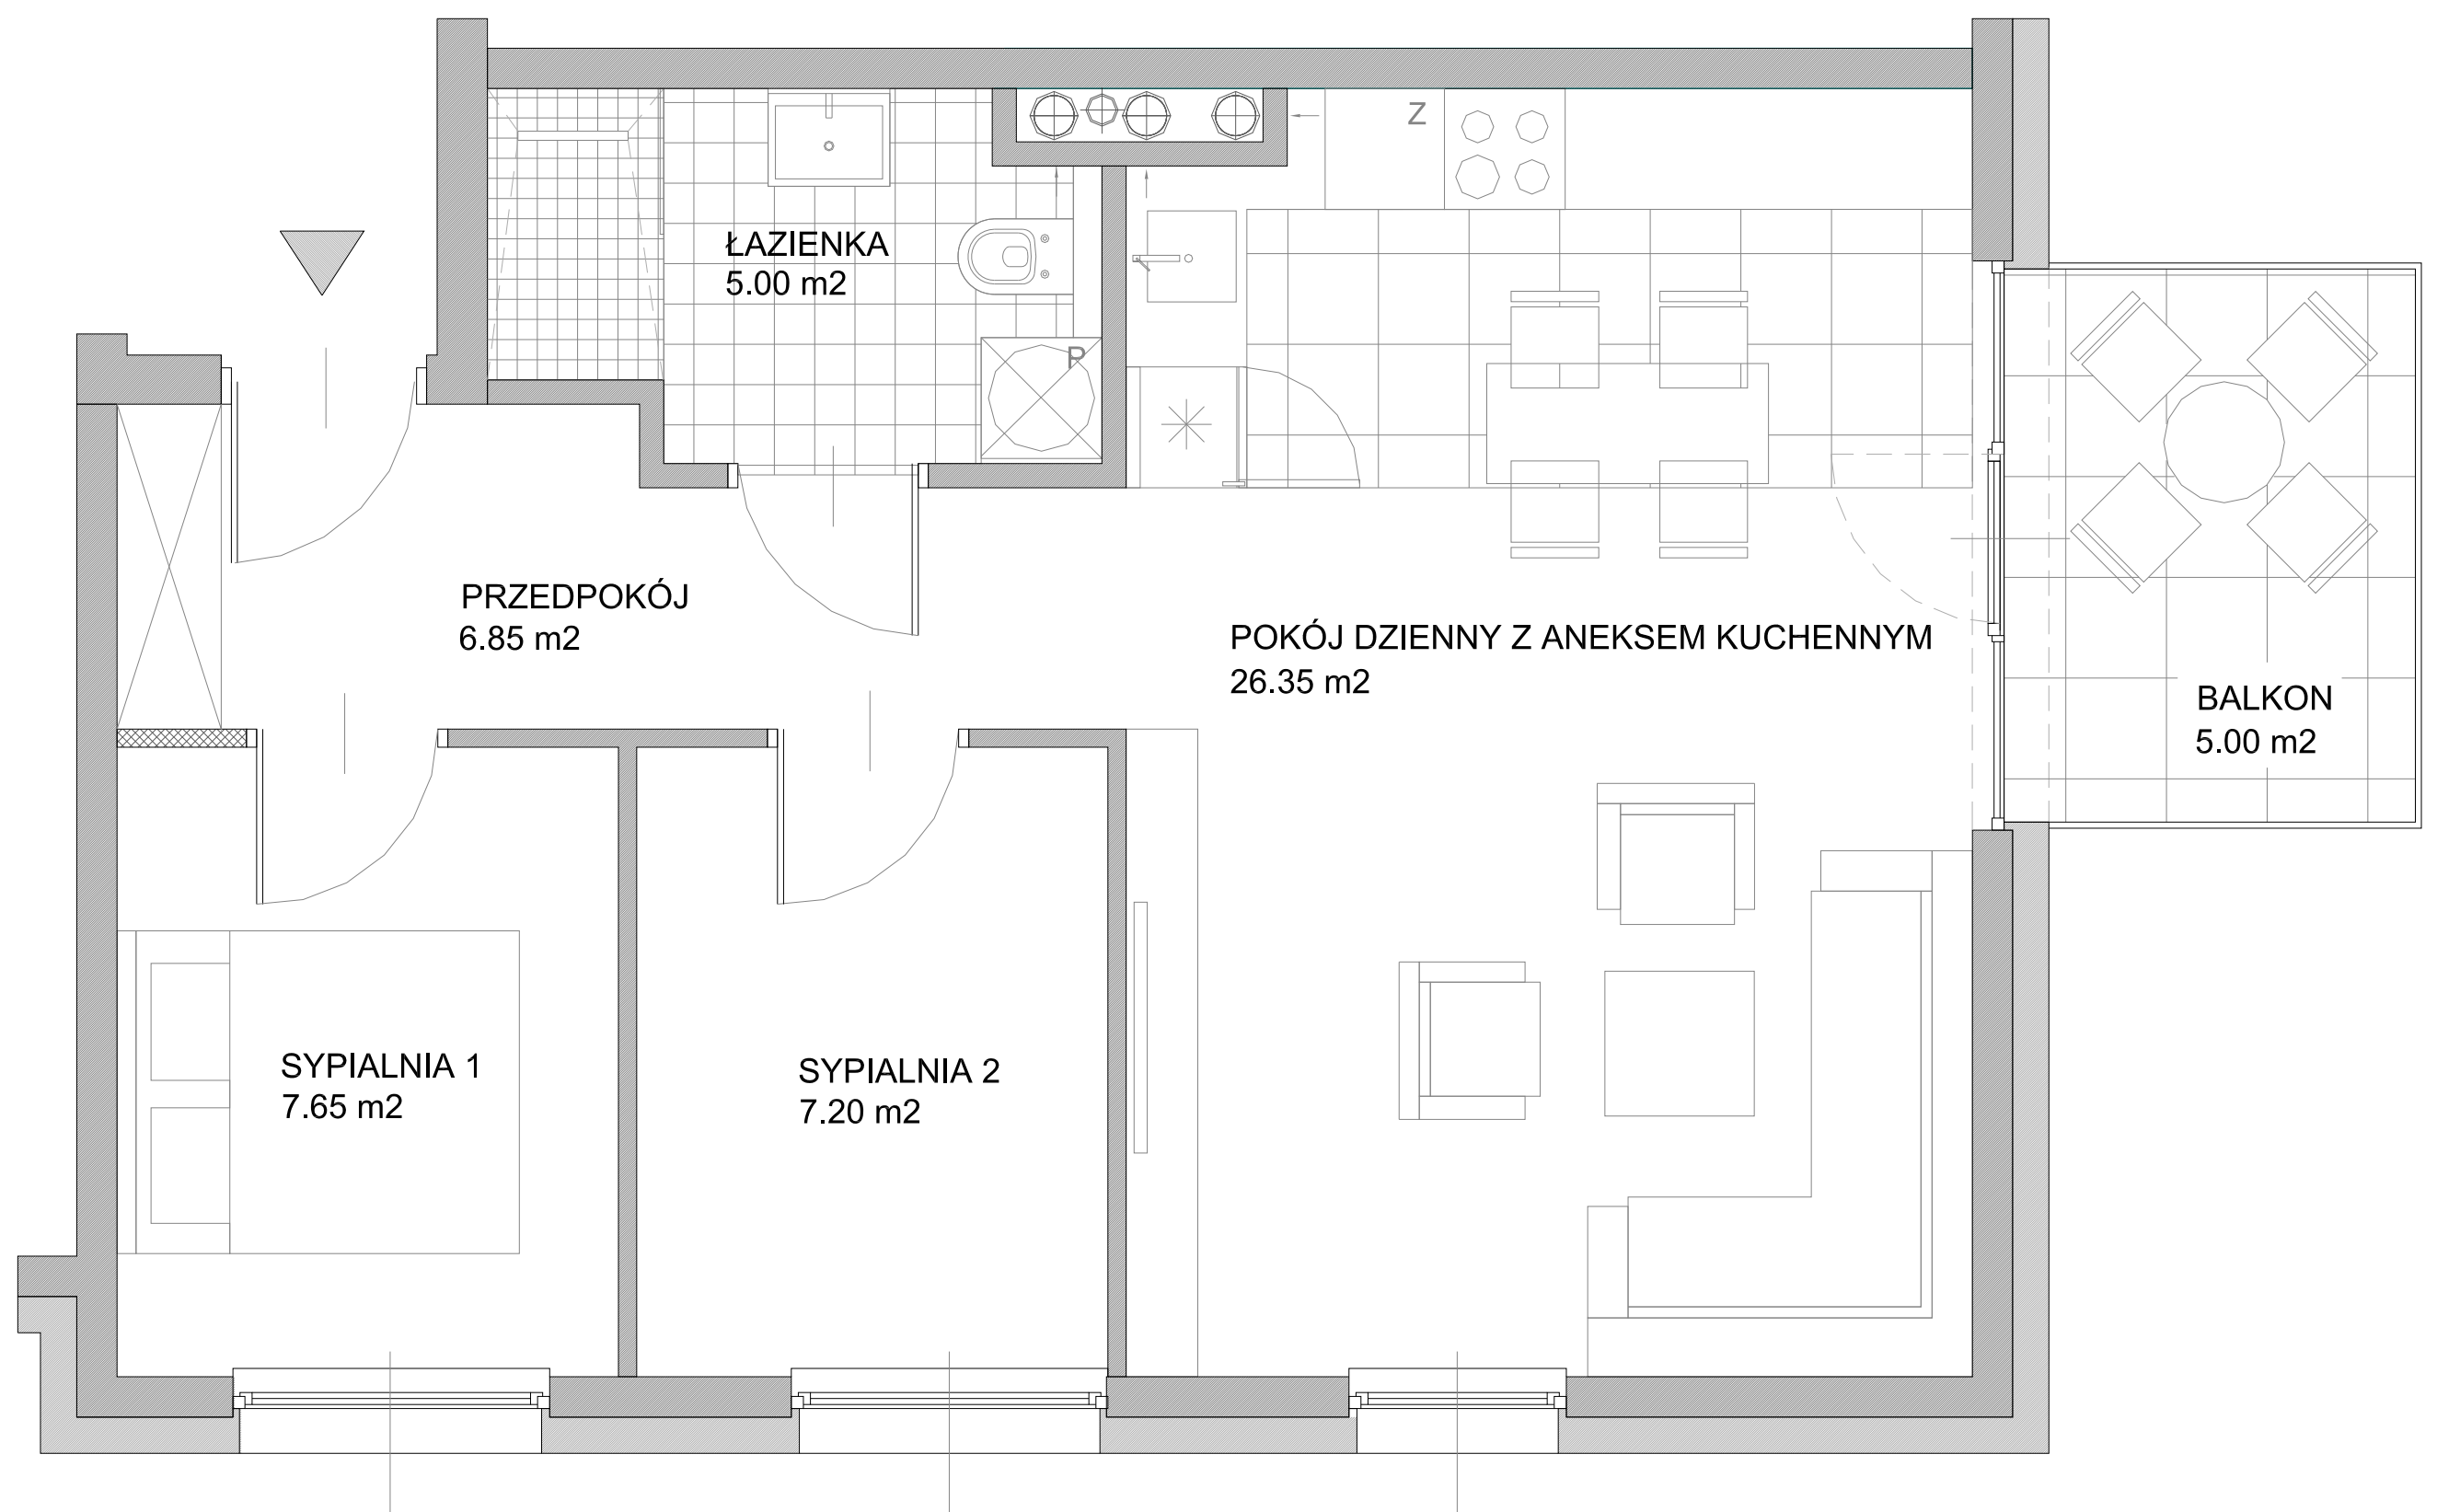 Z
ŁAZIENKA
5.00 m2
P
PRZEDPOKÓJ
6.85 m2
POKÓJ DZIENNY Z ANEKSEM KUCHENNYM
26.35 m2
BALKON
5.00 m2
SYPIALNIA 1
7.65 m2
SYPIALNIA 2
7.20 m2